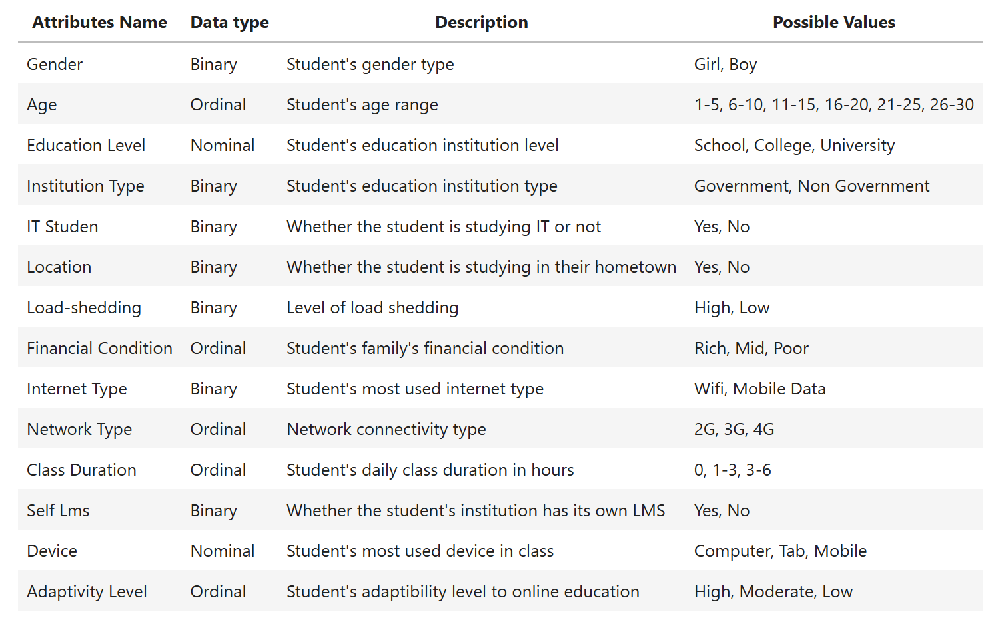 Attributes Name Data type Description Possible Values
Gender Binary Student's gender type Girl, Boy
Age Ordinal Student's age range 1-5, 6-10, 11-15, 16-20, 21-25, 26-30
Education Level Nominal Student's education institution level School, College, University
Institution Type Binary Student's education institution type Government, Non Government
IT Studen Binary Whether the student is studying IT or not Yes, No
Location Binary Whether the student is studying in their hometown Yes, No
Load-shedding Binary Level of load shedding High, Low
Financial Condition Ordinal Student's family's financial condition Rich, Mid, Poor
Internet Type Binary Student's most used internet type Wifi, Mobile Data
Network Type Ordinal Network connectivity type 2G, 3G, 4G
Class Duration Ordinal Student's daily class duration in hours 0, 1-3, 3-6
Self Lms Binary Whether the student's institution has its own LMS Yes, No
Device Nominal Student's most used device in class Computer, Tab, Mobile
Adaptivity Level Ordinal Student's adaptibility level to online education High, Moderate, Low